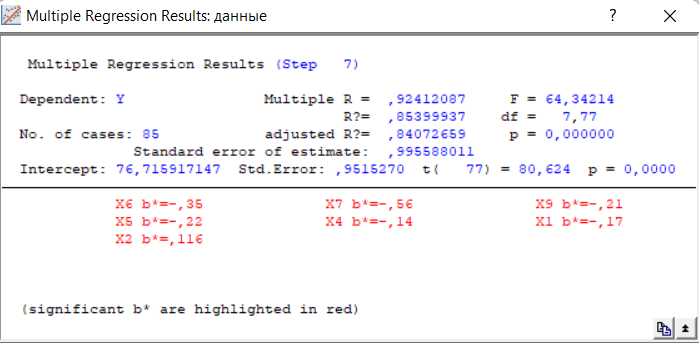 Multiple Regression Results: данные
Multiple Regression Results (Step 7)
Dependent: Y Multiple R = ,92412087 F = 64,34214
R?= ,85399937 df = 7,77
No. of cases: 85 adjusted R?= ,84072659 p = 0,000000
Standard error of estimate: ,995588011
Intercept: 76,715917147 Std.Error: ,9515270 t( 77) = 80,624 p = 0,0000
X6 b*=-,35 X7 b*=-,56 X9 b*=-,21
X5 b*=-,22 X4 b*=-,14 X1 b*=-,17
X2 b*=,116
(significant b* are highlighted in red)